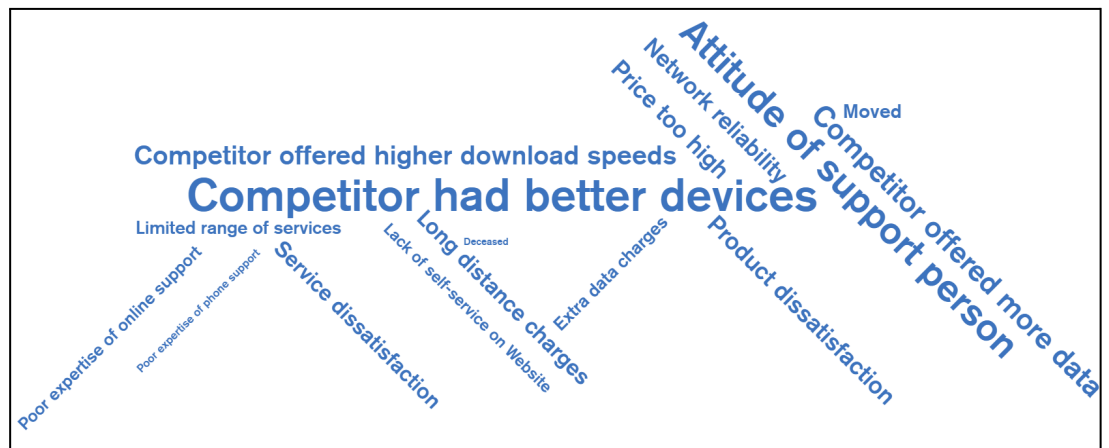 Attitude of support person
Network reliability
Price too high
Moved
Competitor offered more data
Competitor offered higher download speeds
Competitor had better devices
Limited range of services
Deceased
Long distance charges
Lack of self-service on Website
Extra data charges
Product dissatisfaction
Service dissatisfaction
Poor expertise of online support
Poor expertise of phone support